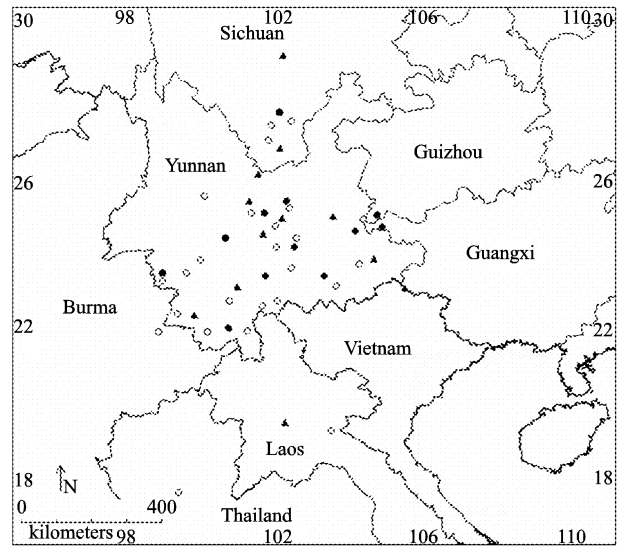 30 98 102 106 110 30
Sichuan
Yunnan
Guizhou
26 26
Guangxi
Burma
22 22
Vietnam
Laos
18 N 18
0 400
Thailand
kilometers 98 102 106 110